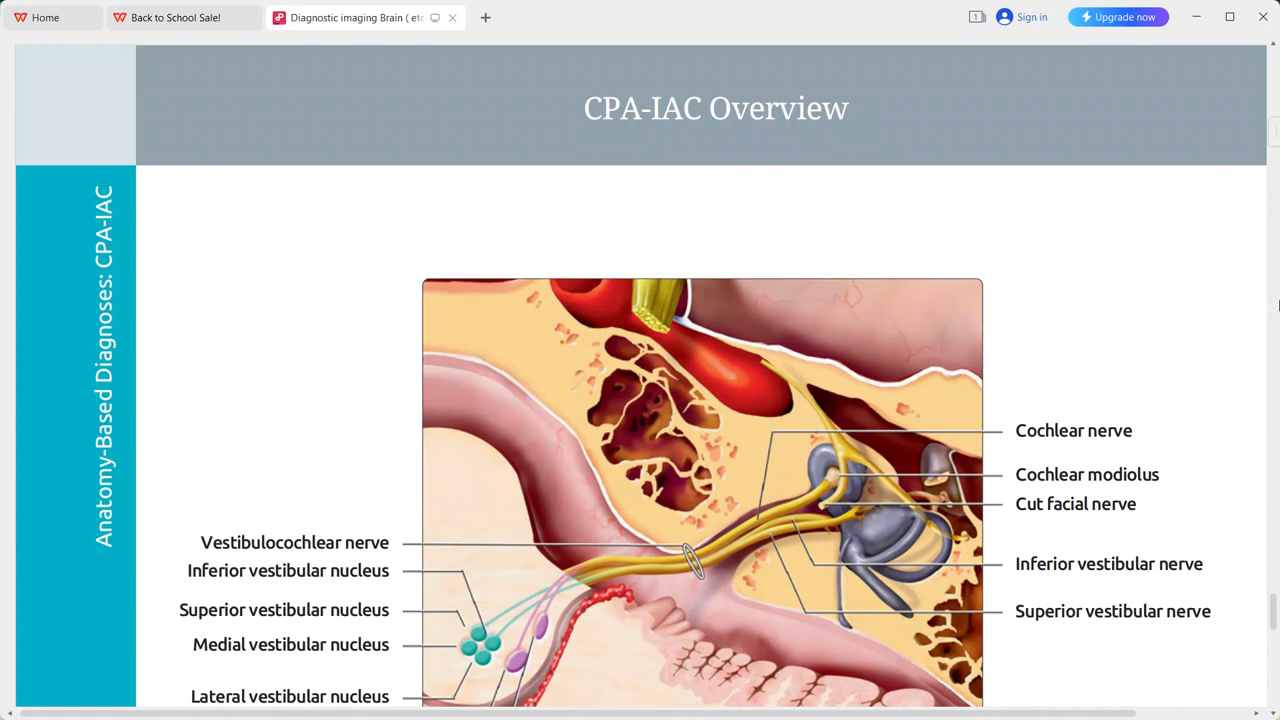 Home
Back to School Sale!
Diagnostic imaging Brain ( etc
1
Sign in
Upgrade now
CPA-IAC Overview
Anatomy-Based Diagnoses: CPA-IAC
Cochlear nerve
Cochlear modiolus
Cut facial nerve
Vestibulocochlear nerve
Inferior vestibular nucleus
Inferior vestibular nerve
Superior vestibular nucleus
Superior vestibular nerve
Medial vestibular nucleus
Lateral vestibular nucleus